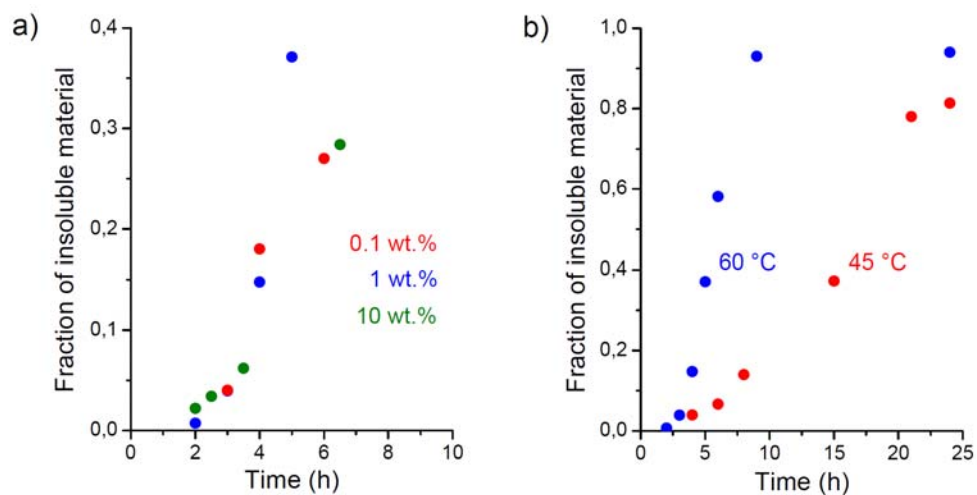 a)
Fraction of insoluble material
0,4
0,3
0,2
0,1
0,0
0.1 wt.%
1 wt.%
10 wt.%
0 2 4 6 8 10
Time (h)
b)
Fraction of insoluble material
1,0
0,8
0,6
0,4
0,2
0,0
60 °C 45 °C
0 5 10 15 20 25
Time (h)